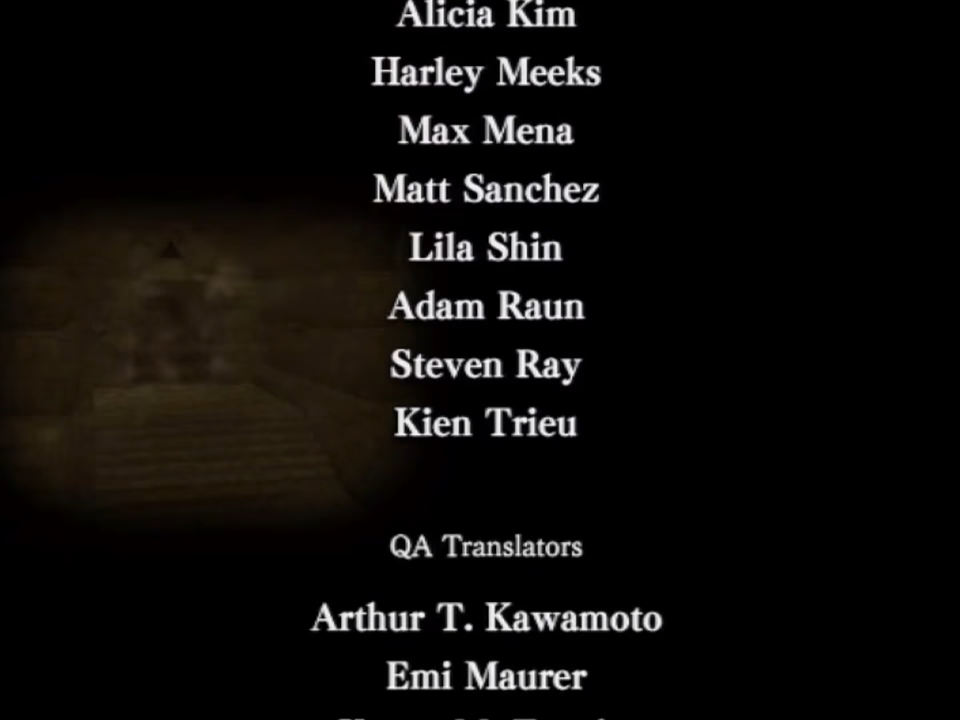 Alicia Kim
Harley Meeks
Max Mena
Matt Sanchez
Lila Shin
Adam Raun
Steven Ray
Kien Trieu
QA Translators
Arthur T. Kawamoto
Emi Maurer